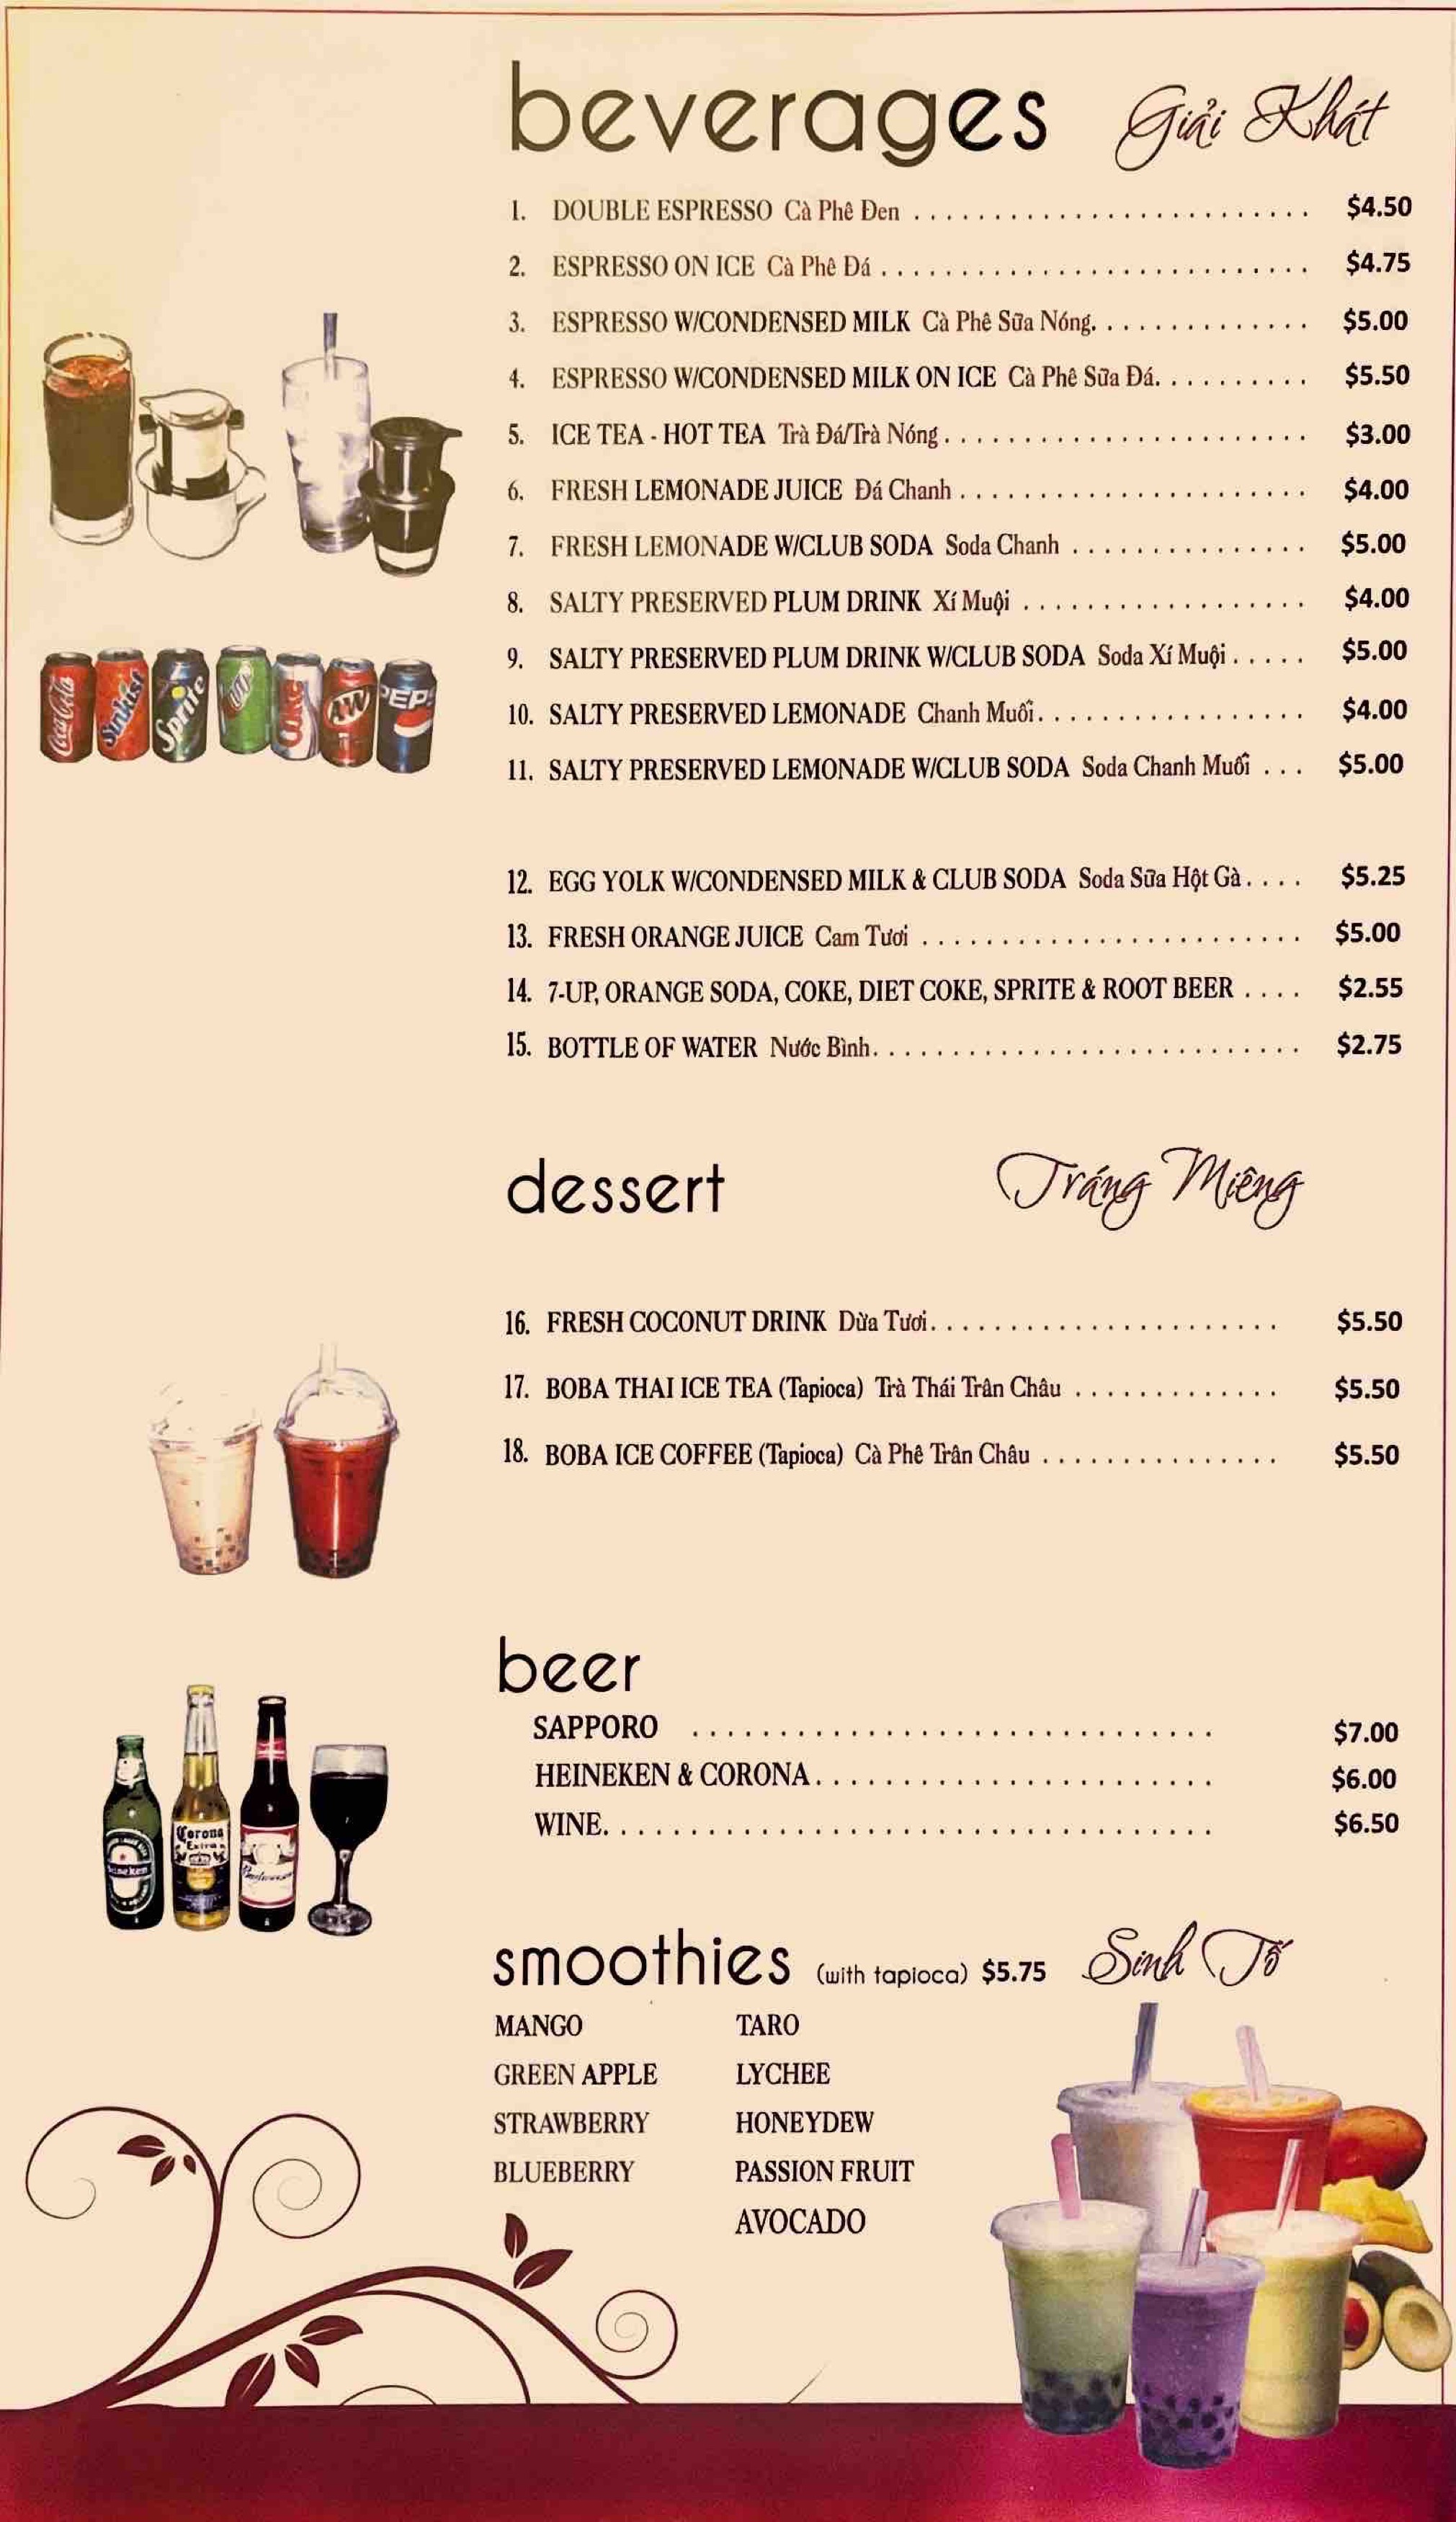 beverages Giải Khát
1. DOUBLE ESPRESSO Cà Phê Đen . . . . . . . . . . . . . . . . . . . . . . . . . $4.50
2. ESPRESSO ON ICE Cà Phê Đá . . . . . . . . . . . . . . . . . . . . . . . . . . . $4.75
3. ESPRESSO W/CONDENSED MILK Cà Phê Sữa Nóng. . . . . . . . . . . . . . $5.00
4. ESPRESSO W/CONDENSED MILK ON ICE Cà Phê Sữa Đá. . . . . . . . . . $5.50
5. ICE TEA - HOT TEA Trà Đá/Trà Nóng . . . . . . . . . . . . . . . . . . . . . . . $3.00
6. FRESH LEMONADE JUICE Đá Chanh . . . . . . . . . . . . . . . . . . . . . . $4.00
7. FRESH LEMONADE W/CLUB SODA Soda Chanh . . . . . . . . . . . . . . . $5.00
8. SALTY PRESERVED PLUM DRINK Xí Muội . . . . . . . . . . . . . . . . . . $4.00
9. SALTY PRESERVED PLUM DRINK W/CLUB SODA Soda Xí Muội . . . . . $5.00
10. SALTY PRESERVED LEMONADE Chanh Muối. . . . . . . . . . . . . . . . . $4.00
11. SALTY PRESERVED LEMONADE W/CLUB SODA Soda Chanh Muối . . . $5.00
12. EGG YOLK W/CONDENSED MILK & CLUB SODA Soda Sữa Hột Gà . . . . $5.25
13. FRESH ORANGE JUICE Cam Tươi . . . . . . . . . . . . . . . . . . . . . . . . $5.00
14. 7-UP, ORANGE SODA, COKE, DIET COKE, SPRITE & ROOT BEER . . . . $2.55
15. BOTTLE OF WATER Nước Bình. . . . . . . . . . . . . . . . . . . . . . . . . . . $2.75
Coca-Cola Sunkist Sprite Coke A&W PEPSI
dessert Tráng Miệng
16. FRESH COCONUT DRINK Dừa Tươi. . . . . . . . . . . . . . . . . . . . . . $5.50
17. BOBA THAI ICE TEA (Tapioca) Trà Thái Trân Châu . . . . . . . . . . . . . $5.50
18. BOBA ICE COFFEE (Tapioca) Cà Phê Trân Châu . . . . . . . . . . . . . . . $5.50
beer
SAPPORO . . . . . . . . . . . . . . . . . . . . . . . . . . . . . . $7.00
HEINEKEN & CORONA. . . . . . . . . . . . . . . . . . . . . . . $6.00
WINE. . . . . . . . . . . . . . . . . . . . . . . . . . . . . . . . . . . $6.50
Heineken Corona Extra Budweiser
smoothies (with tapioca) $5.75 Sinh Tố
MANGO TARO
GREEN APPLE LYCHEE
STRAWBERRY HONEYDEW
BLUEBERRY PASSION FRUIT
AVOCADO